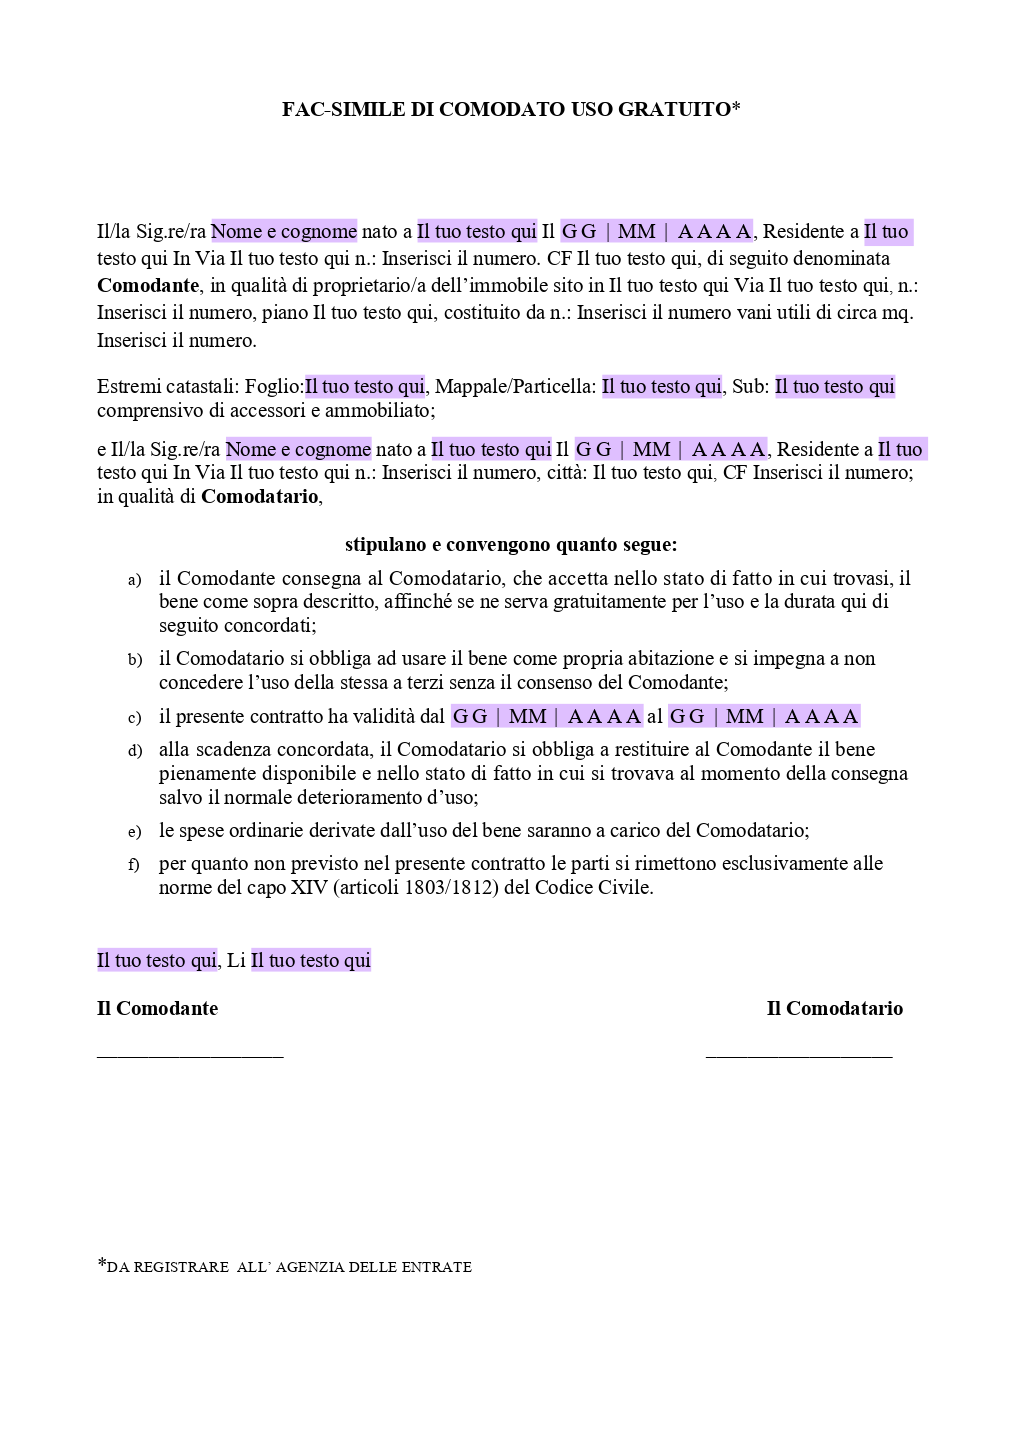 FAC-SIMILE DI COMODATO USO GRATUITO*
Il/la Sig.re/ra Nome e cognome nato a Il tuo testo qui Il GG | MM | AAAA, Residente a Il tuo
testo qui In Via Il tuo testo qui n.: Inserisci il numero. CF Il tuo testo qui, di seguito denominata
Comodante, in qualità di proprietario/a dell’immobile sito in Il tuo testo qui Via Il tuo testo qui, n.:
Inserisci il numero, piano Il tuo testo qui, costituito da n.: Inserisci il numero vani utili di circa mq.
Inserisci il numero.
Estremi catastali: Foglio:Il tuo testo qui, Mappale/Particella: Il tuo testo qui, Sub: Il tuo testo qui
comprensivo di accessori e ammobiliato;
e Il/la Sig.re/ra Nome e cognome nato a Il tuo testo qui Il GG | MM | AAAA, Residente a Il tuo
testo qui In Via Il tuo testo qui n.: Inserisci il numero, città: Il tuo testo qui, CF Inserisci il numero;
in qualità di Comodatario,
stipulano e convengono quanto segue:
a) il Comodante consegna al Comodatario, che accetta nello stato di fatto in cui trovasi, il
bene come sopra descritto, affinché se ne serva gratuitamente per l’uso e la durata qui di
seguito concordati;
b) il Comodatario si obbliga ad usare il bene come propria abitazione e si impegna a non
concedere l’uso della stessa a terzi senza il consenso del Comodante;
c) il presente contratto ha validità dal GG | MM | AAAA al GG | MM | AAAA
d) alla scadenza concordata, il Comodatario si obbliga a restituire al Comodante il bene
pienamente disponibile e nello stato di fatto in cui si trovava al momento della consegna
salvo il normale deterioramento d’uso;
e) le spese ordinarie derivate dall’uso del bene saranno a carico del Comodatario;
f) per quanto non previsto nel presente contratto le parti si rimettono esclusivamente alle
norme del capo XIV (articoli 1803/1812) del Codice Civile.
Il tuo testo qui, Li Il tuo testo qui
Il Comodante Il Comodatario
__________________ __________________
*DA REGISTRARE ALL’ AGENZIA DELLE ENTRATE